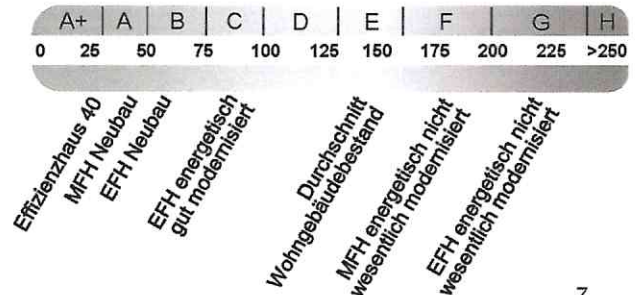 A+ A B C D E F G H
0 25 50 75 100 125 150 175 200 225 >250
Effizienzhaus 40
MFH Neubau
EFH Neubau
EFH energetisch
gut modernisiert
Durchschnitt
Wohngebäudebestand
MFH energetisch nicht
wesentlich modernisiert
EFH energetisch nicht
wesentlich modernisiert
7